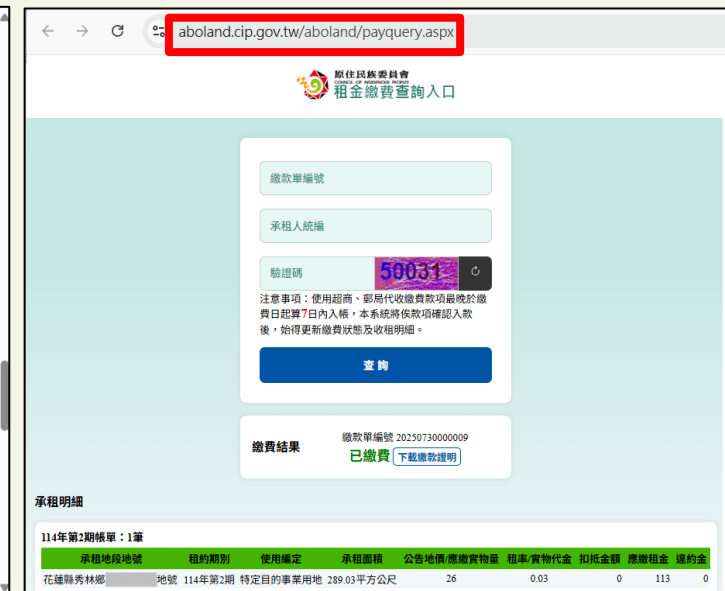 aboland.cip.gov.tw/aboland/payquery.aspx
原住民族委員會
COUNCIL OF INDIGENOUS PEOPLES
租金繳費查詢入口
繳款單編號
承租人統編
驗證碼 50031
注意事項：使用超商、郵局代收繳費款項最晚於繳
費日起算7日內入帳，本系統將俟款項確認入款
後，始得更新繳費狀態及收租明細。
查 詢
繳費結果
繳款單編號 20250730000009
已繳費 下載繳款證明
承租明細
114年第2期帳單：1筆
承租地段地號 租約期別 使用編定 承租面積 公告地價/應繳實物量 租率/實物代金 扣抵金額 應繳租金 違約金
花蓮縣秀林鄉 地號 114年第2期 特定目的事業用地 289.03平方公尺 26 0.03 0 113 0